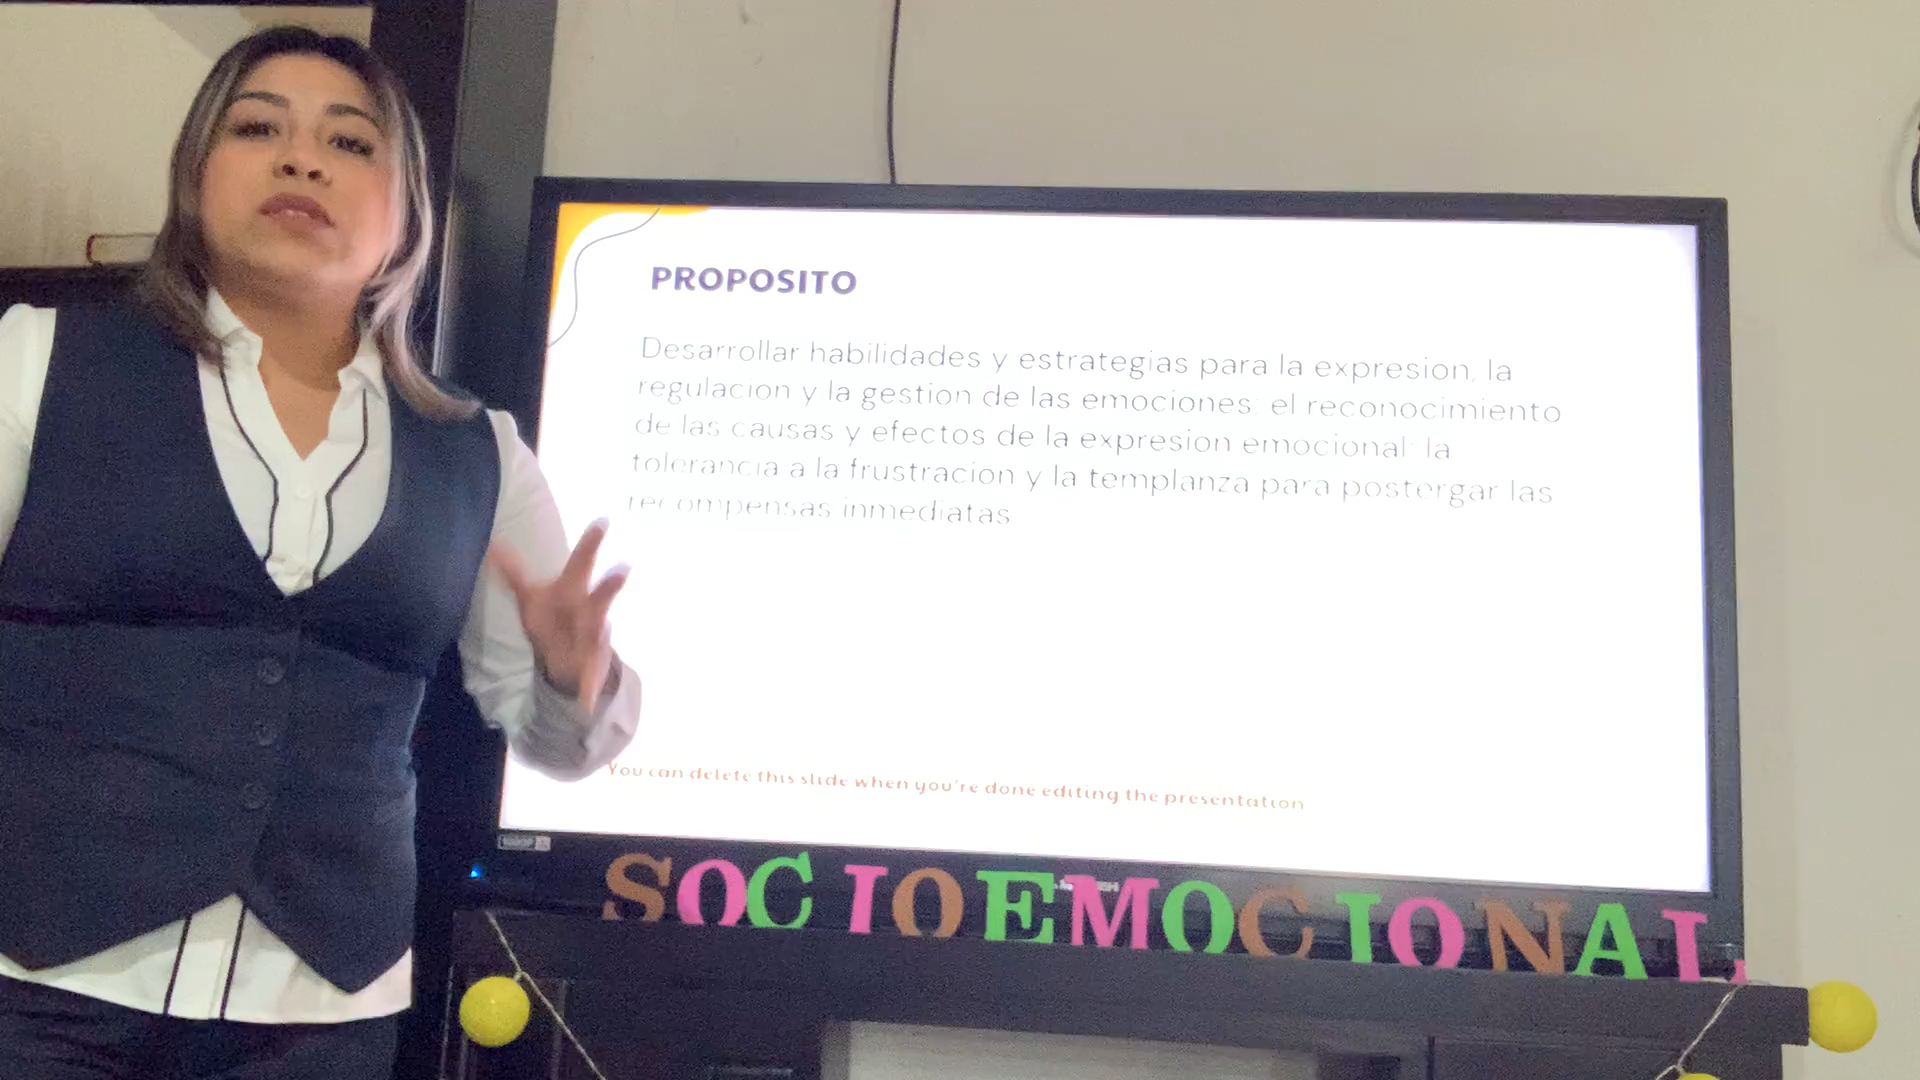 PROPOSITO
Desarrollar habilidades y estrategias para la expresion, la
regulacion y la gestion de las emociones; el reconocimiento
de las causas y efectos de la expresion emocional; la
tolerancia a la frustracion y la templanza para postergar las
recompensas inmediatas
You can delete this slide when you're done editing the presentation
SOCIOEMOCIONAL